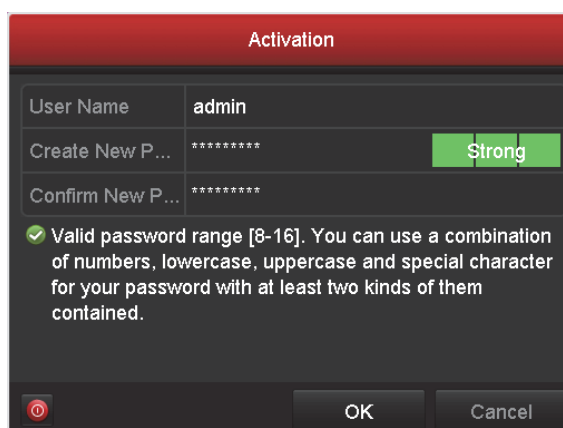 Activation
User Name admin
Create New P... ********* Strong
Confirm New P... *********
Valid password range [8-16]. You can use a combination
of numbers, lowercase, uppercase and special character
for your password with at least two kinds of them
contained.
OK Cancel